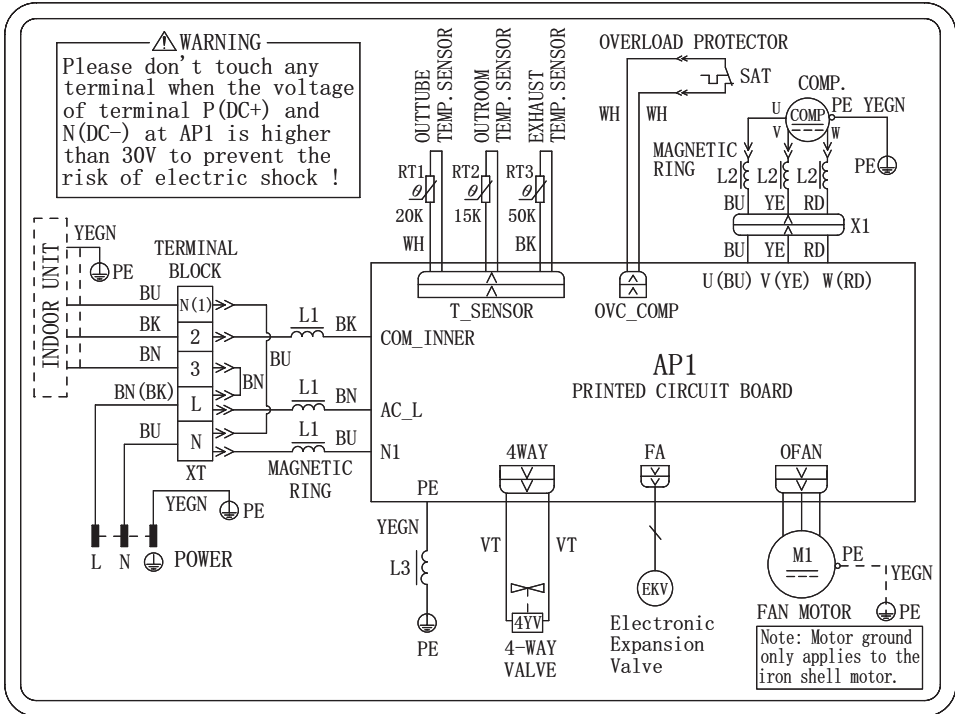 WARNING
Please don't touch any
terminal when the voltage
of terminal P(DC+) and
N(DC-) at AP1 is higher
than 30V to prevent the
risk of electric shock !
OUTTUBE
TEMP. SENSOR
OUTROOM
TEMP. SENSOR
EXHAUST
TEMP. SENSOR
RT1
RT2
RT3
θ
θ
θ
20K
15K
50K
WH
BK
OVERLOAD PROTECTOR
SAT
WH
WH
COMP.
U
COMP
PE
YEGN
V
W
MAGNETIC
RING
PE
L2
L2
L2
BU
YE
RD
X1
BU
YE
RD
U(BU) V(YE) W(RD)
T_SENSOR
OVC_COMP
INDOOR UNIT
YEGN
PE
TERMINAL
BLOCK
BU
N(1)
BK
2
BN
3
BN(BK)
L
BU
N
XT
BU
BN
L1
BK
COM_INNER
L1
BN
AC_L
L1
BU
N1
MAGNETIC
RING
YEGN
PE
L
N
POWER
AP1
PRINTED CIRCUIT BOARD
PE
4WAY
FA
OFAN
YEGN
L3
PE
VT
VT
4YV
4-WAY
VALVE
EKV
Electronic
Expansion
Valve
M1
PE
YEGN
PE
FAN MOTOR
Note: Motor ground
only applies to the
iron shell motor.